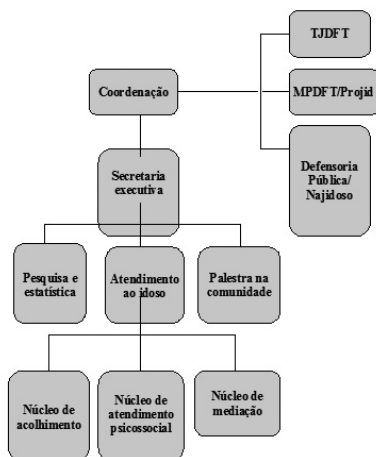 TJDFT
Coordenação
MPDFT/Projid
Defensoria
Pública/
Najidoso
Secretaria
executiva
Pesquisa e
estatística
Atendimento
ao idoso
Palestra na
comunidade
Núcleo de
acolhimento
Núcleo de
atendimento
psicossocial
Núcleo de
mediação